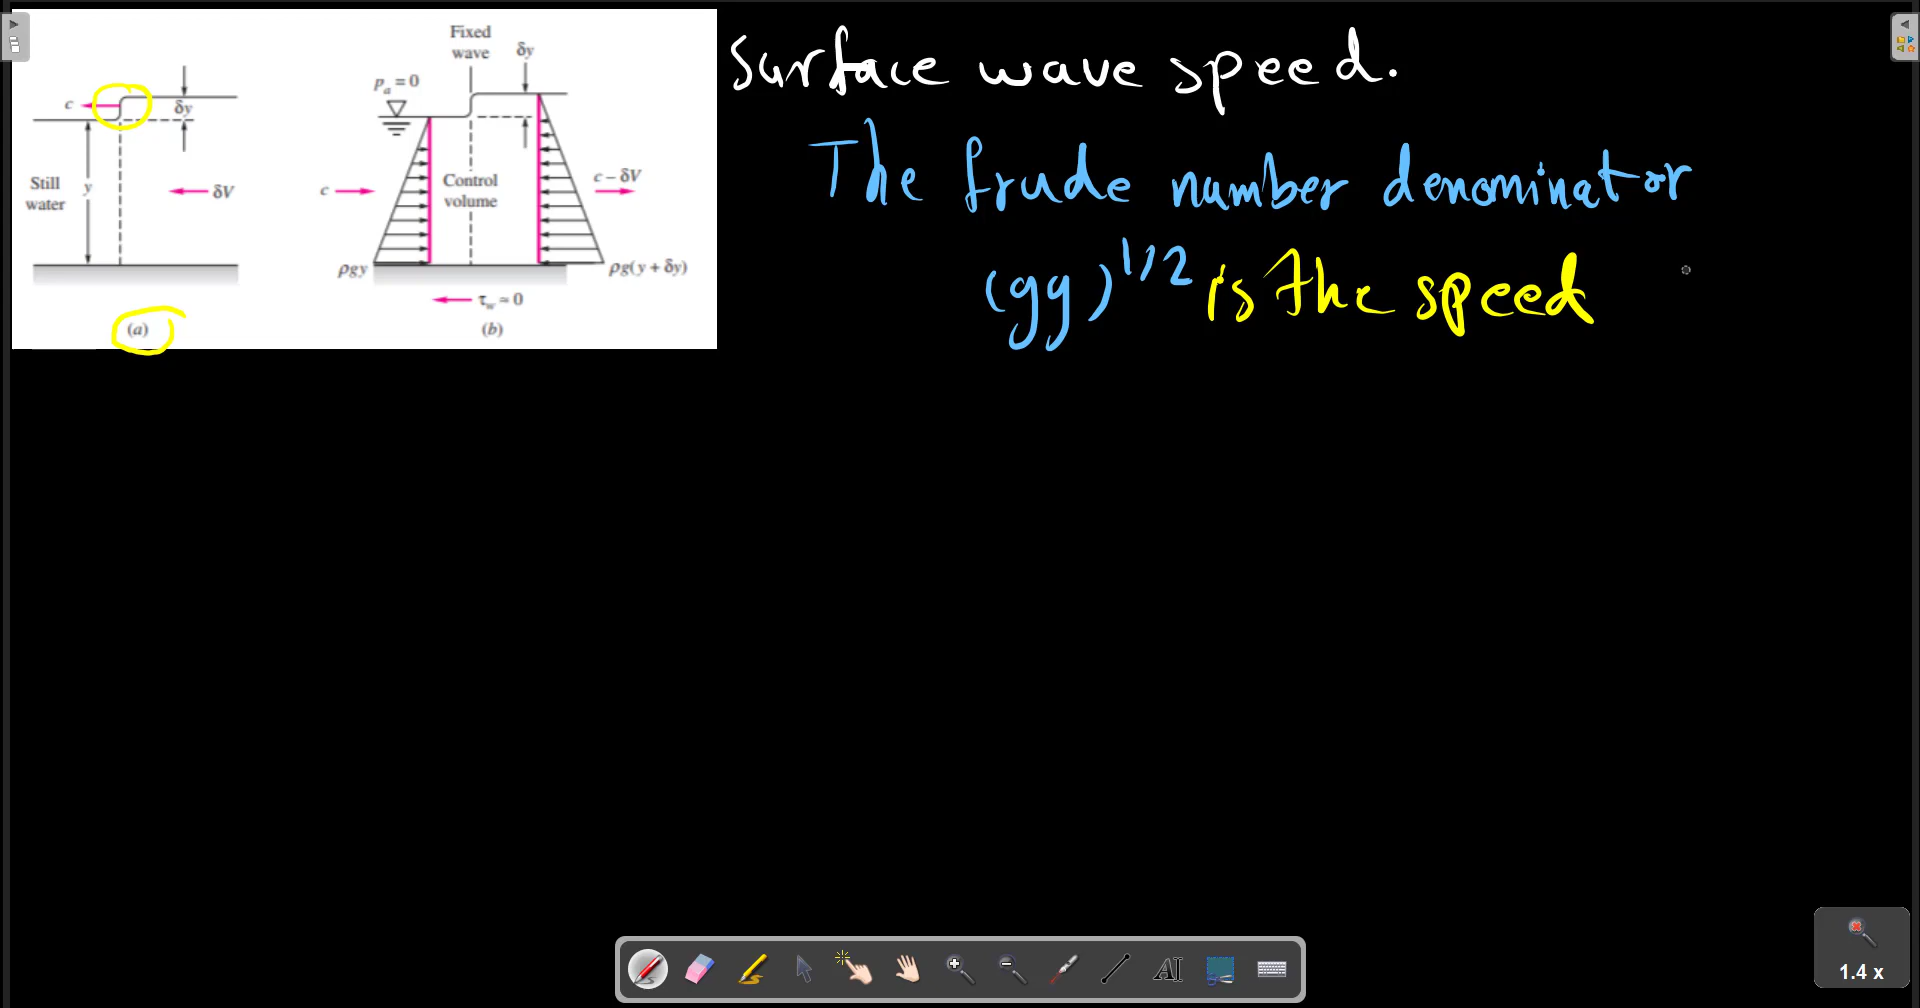 Surface wave speed.
The frude number denominator
(gy)^1/2 is the speed
Fixed
wave
δy
p_a = 0
c
δy
Still
water
y
δV
Control
volume
c
c − δV
ρgy
ρg(y + δy)
τ_w ≈ 0
(a)
(b)
AI
1.4 x